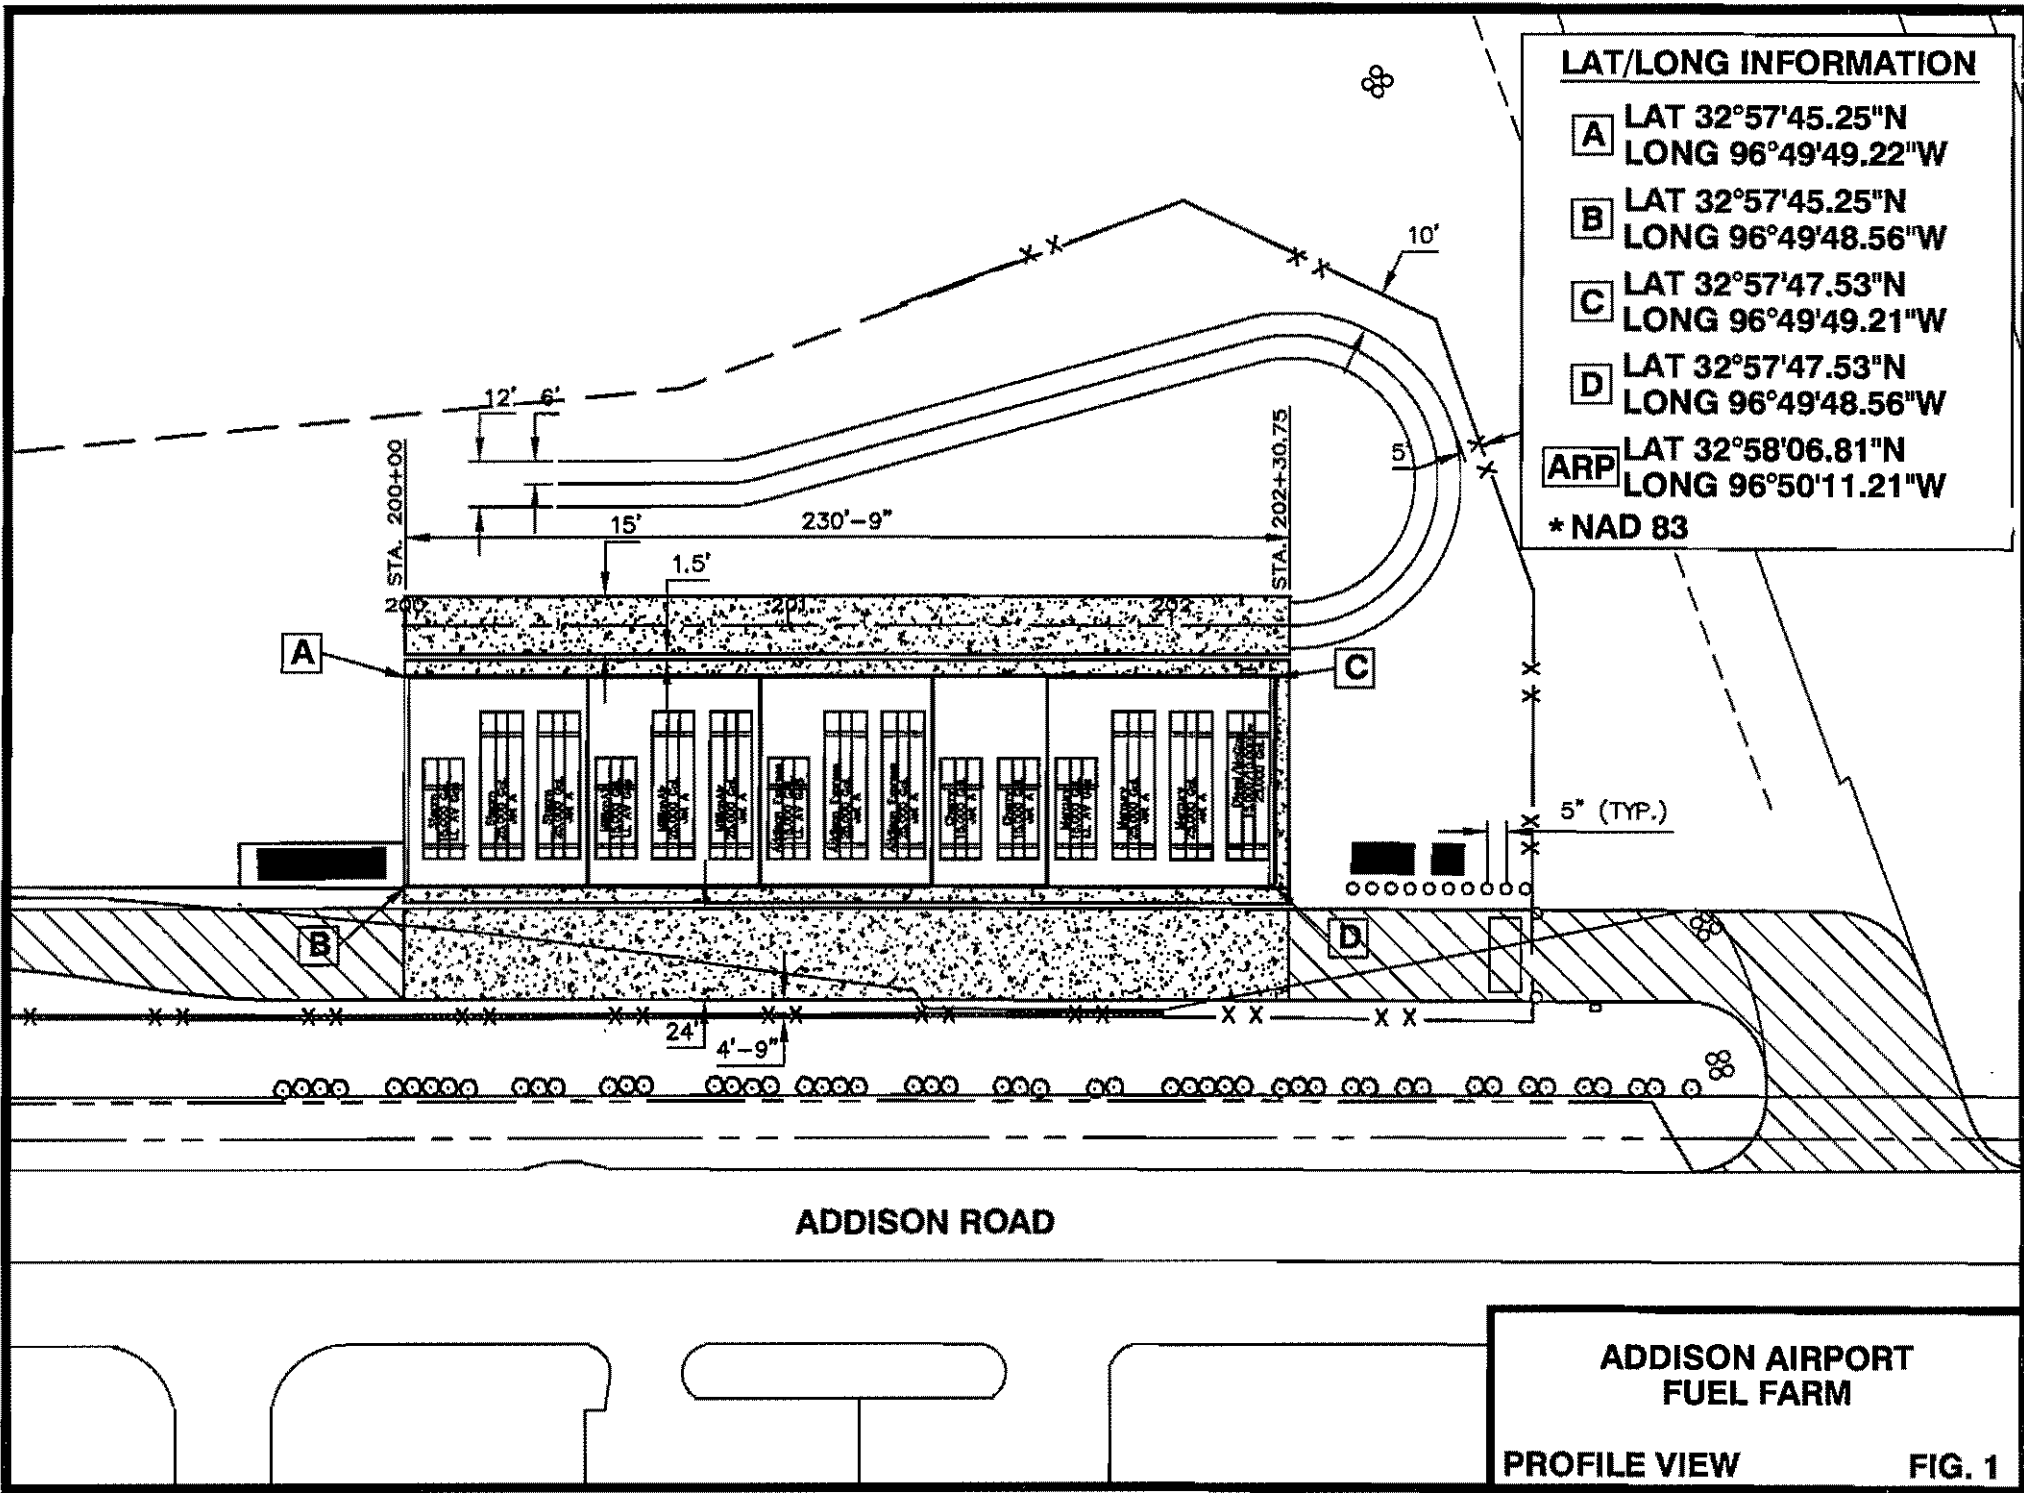 LAT/LONG INFORMATION
A
LAT 32°57'45.25"N
LONG 96°49'49.22"W
B
LAT 32°57'45.25"N
LONG 96°49'48.56"W
C
LAT 32°57'47.53"N
LONG 96°49'49.21"W
D
LAT 32°57'47.53"N
LONG 96°49'48.56"W
ARP
LAT 32°58'06.81"N
LONG 96°50'11.21"W
* NAD 83
10'
12' 6'
5'
STA. 200+00
STA. 202+30.75
230'-9"
15'
1.5'
200 201 202
A
C
5" (TYP.)
B
D
24'
4'-9"
ADDISON ROAD
ADDISON AIRPORT
FUEL FARM
PROFILE VIEW FIG. 1